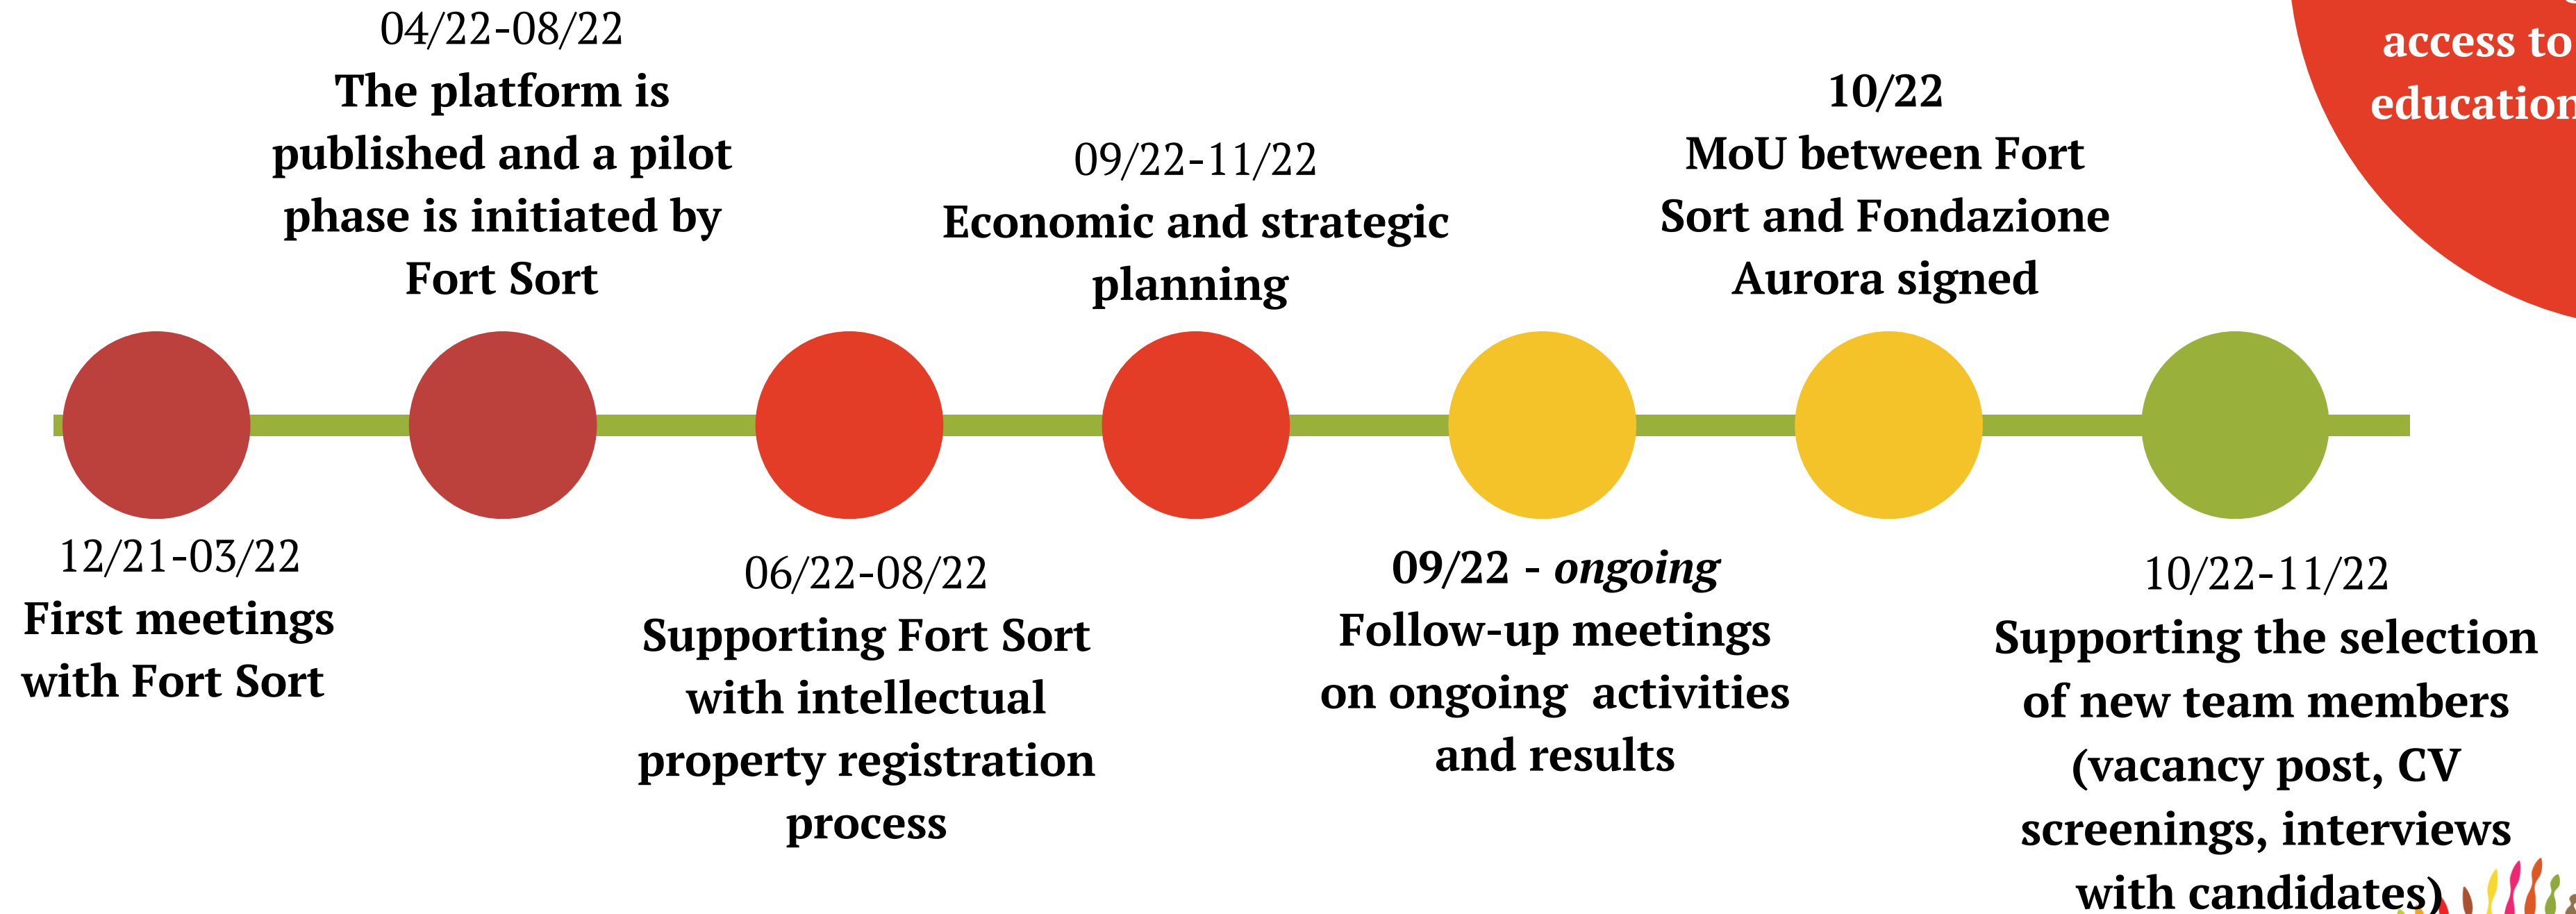 04/22-08/22
The platform is
published and a pilot
phase is initiated by
Fort Sort
09/22-11/22
Economic and strategic
planning
10/22
MoU between Fort
Sort and Fondazione
Aurora signed
access to
education
12/21-03/22
First meetings
with Fort Sort
06/22-08/22
Supporting Fort Sort
with intellectual
property registration
process
09/22 - ongoing
Follow-up meetings
on ongoing  activities
and results
10/22-11/22
Supporting the selection
of new team members
(vacancy post, CV
screenings, interviews
with candidates)